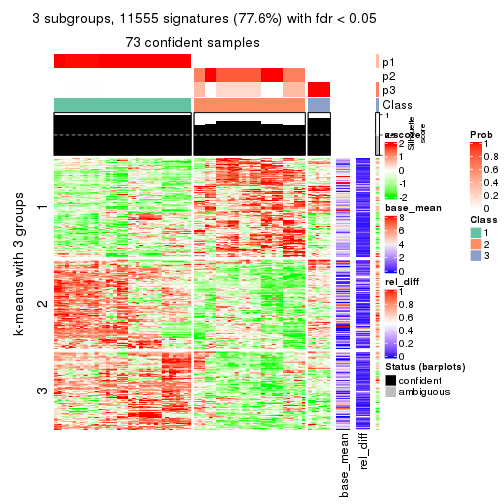 3 subgroups, 11555 signatures (77.6%) with fdr < 0.05
73 confident samples
p1
p2
p3
Class
1
Silhouette
score
k-means with 3 groups
1
2
3
base_mean
rel_diff
z-score
2
1
0
-1
-2
base_mean
8
6
4
2
0
rel_diff
1
0.8
0.6
0.4
0.2
0
Status (barplots)
confident
ambiguous
Prob
1
0.8
0.6
0.4
0.2
0
Class
1
2
3